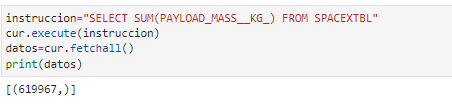 instruccion="SELECT SUM(PAYLOAD_MASS__KG_) FROM SPACEXTBL"
cur.execute(instruccion)
datos=cur.fetchall()
print(datos)
[(619967,)]